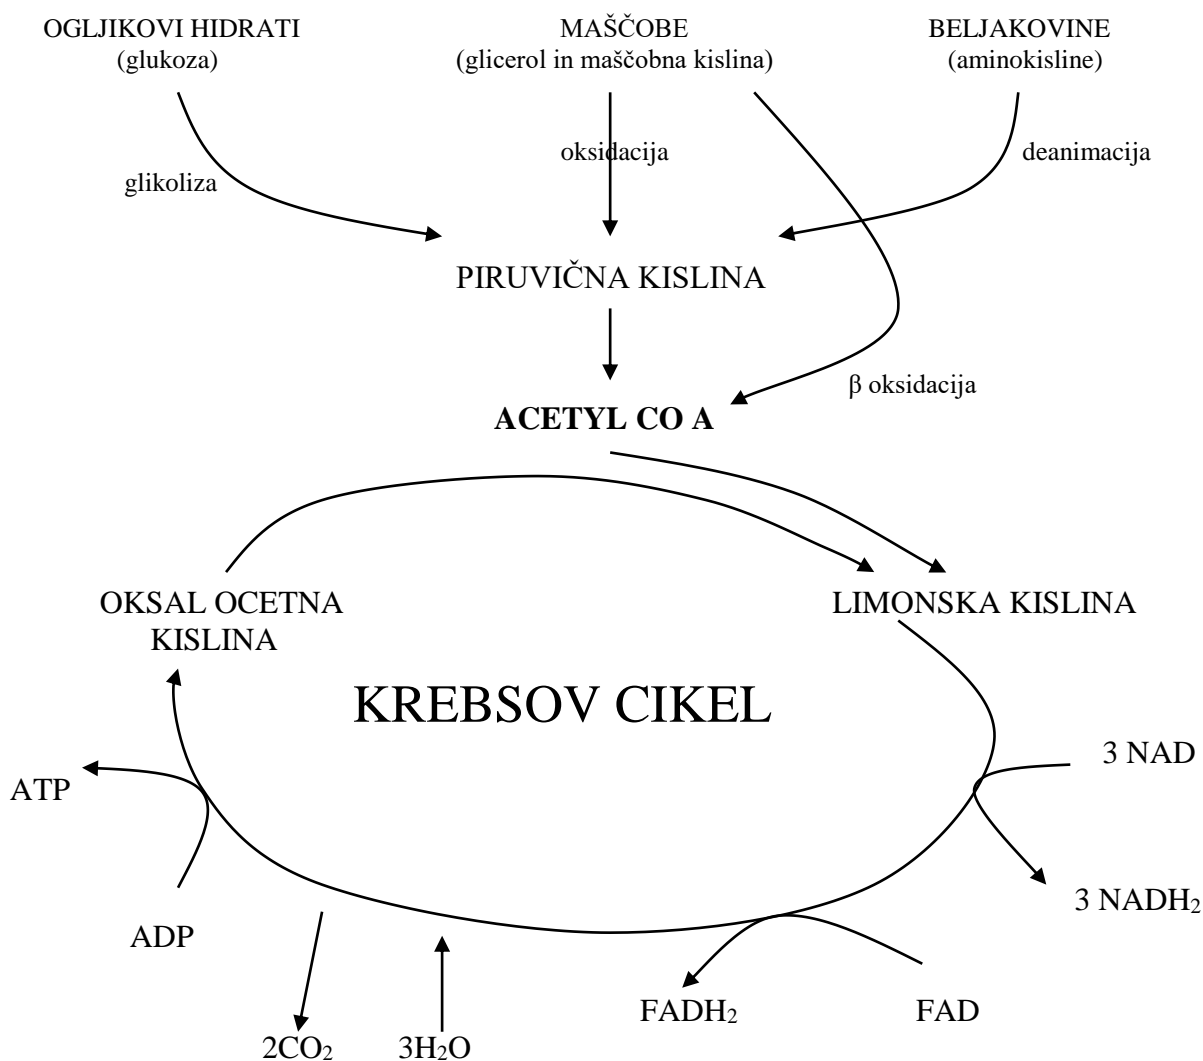 OGLJIKOVI HIDRATI
(glukoza)
MAŠČOBE
(glicerol in maščobna kislina)
BELJAKOVINE
(aminokisline)
oksidacija
deanimacija
glikoliza
PIRUVIČNA KISLINA
β oksidacija
ACETYL CO A
OKSAL OCETNA
KISLINA
LIMONSKA KISLINA
KREBSOV CIKEL
3 NAD
ATP
3 NADH₂
ADP
FADH₂
FAD
2CO₂
3H₂O